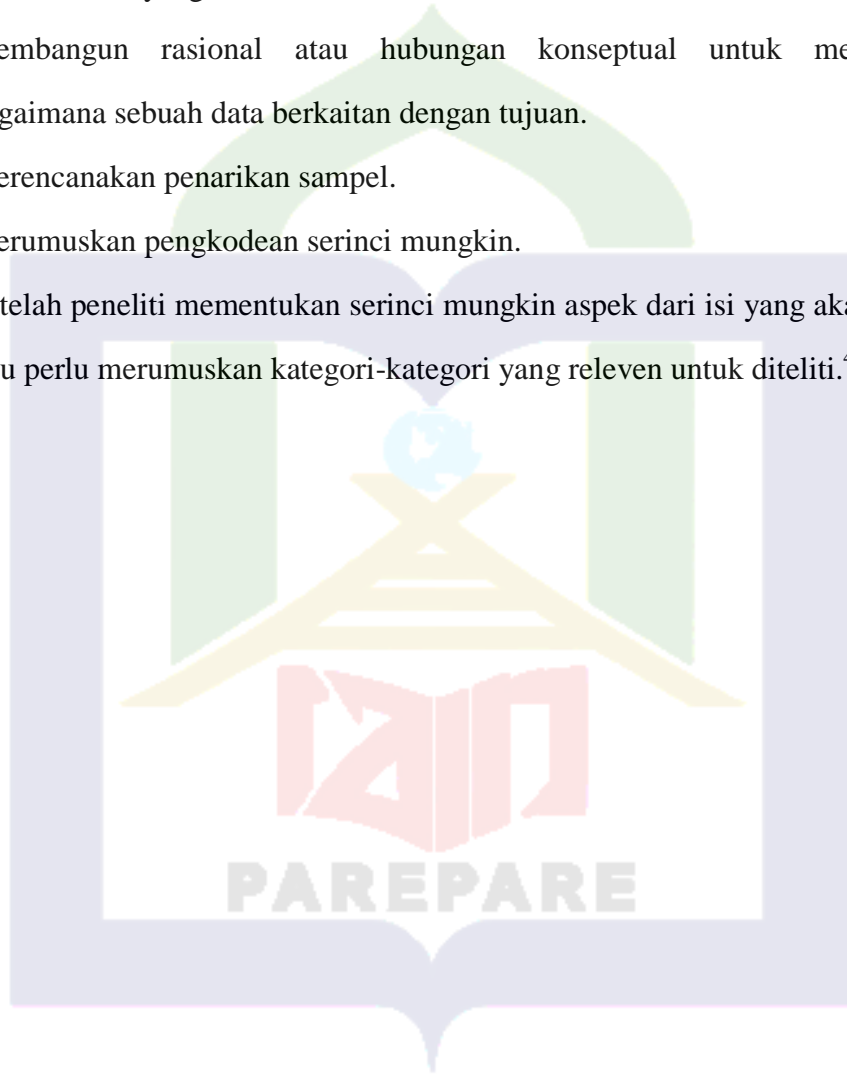 yang
embangun rasional atau hubungan konseptual untuk me
gaimana sebuah data berkaitan dengan tujuan.
erencanakan penarikan sampel.
erumuskan pengkodean serinci mungkin.
telah peneliti mementukan serinci mungkin aspek dari isi yang aka
u perlu merumuskan kategori-kategori yang releven untuk diteliti.
iain
PAREPARE